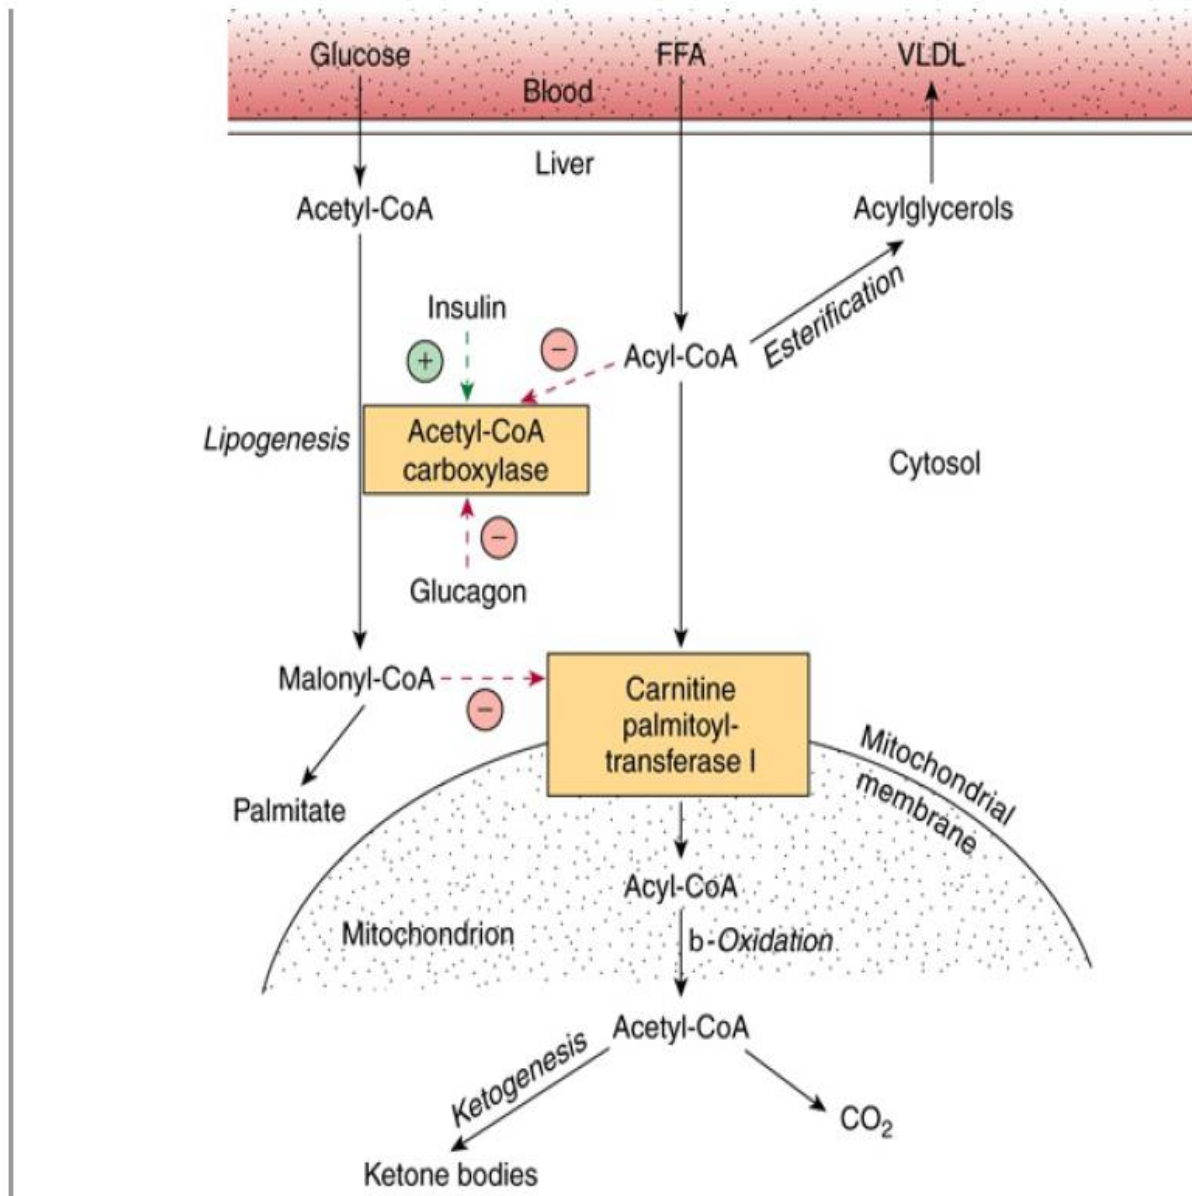 Glucose
FFA
VLDL
Blood
Liver
Acetyl-CoA
Acylglycerols
Insulin
Esterification
+
−
Acyl-CoA
Lipogenesis
Acetyl-CoA
carboxylase
Cytosol
−
Glucagon
Malonyl-CoA
−
Carnitine
palmitoyl-
transferase I
Mitochondrial
membrane
Palmitate
Acyl-CoA
Mitochondrion
b-Oxidation
Acetyl-CoA
Ketogenesis
CO₂
Ketone bodies